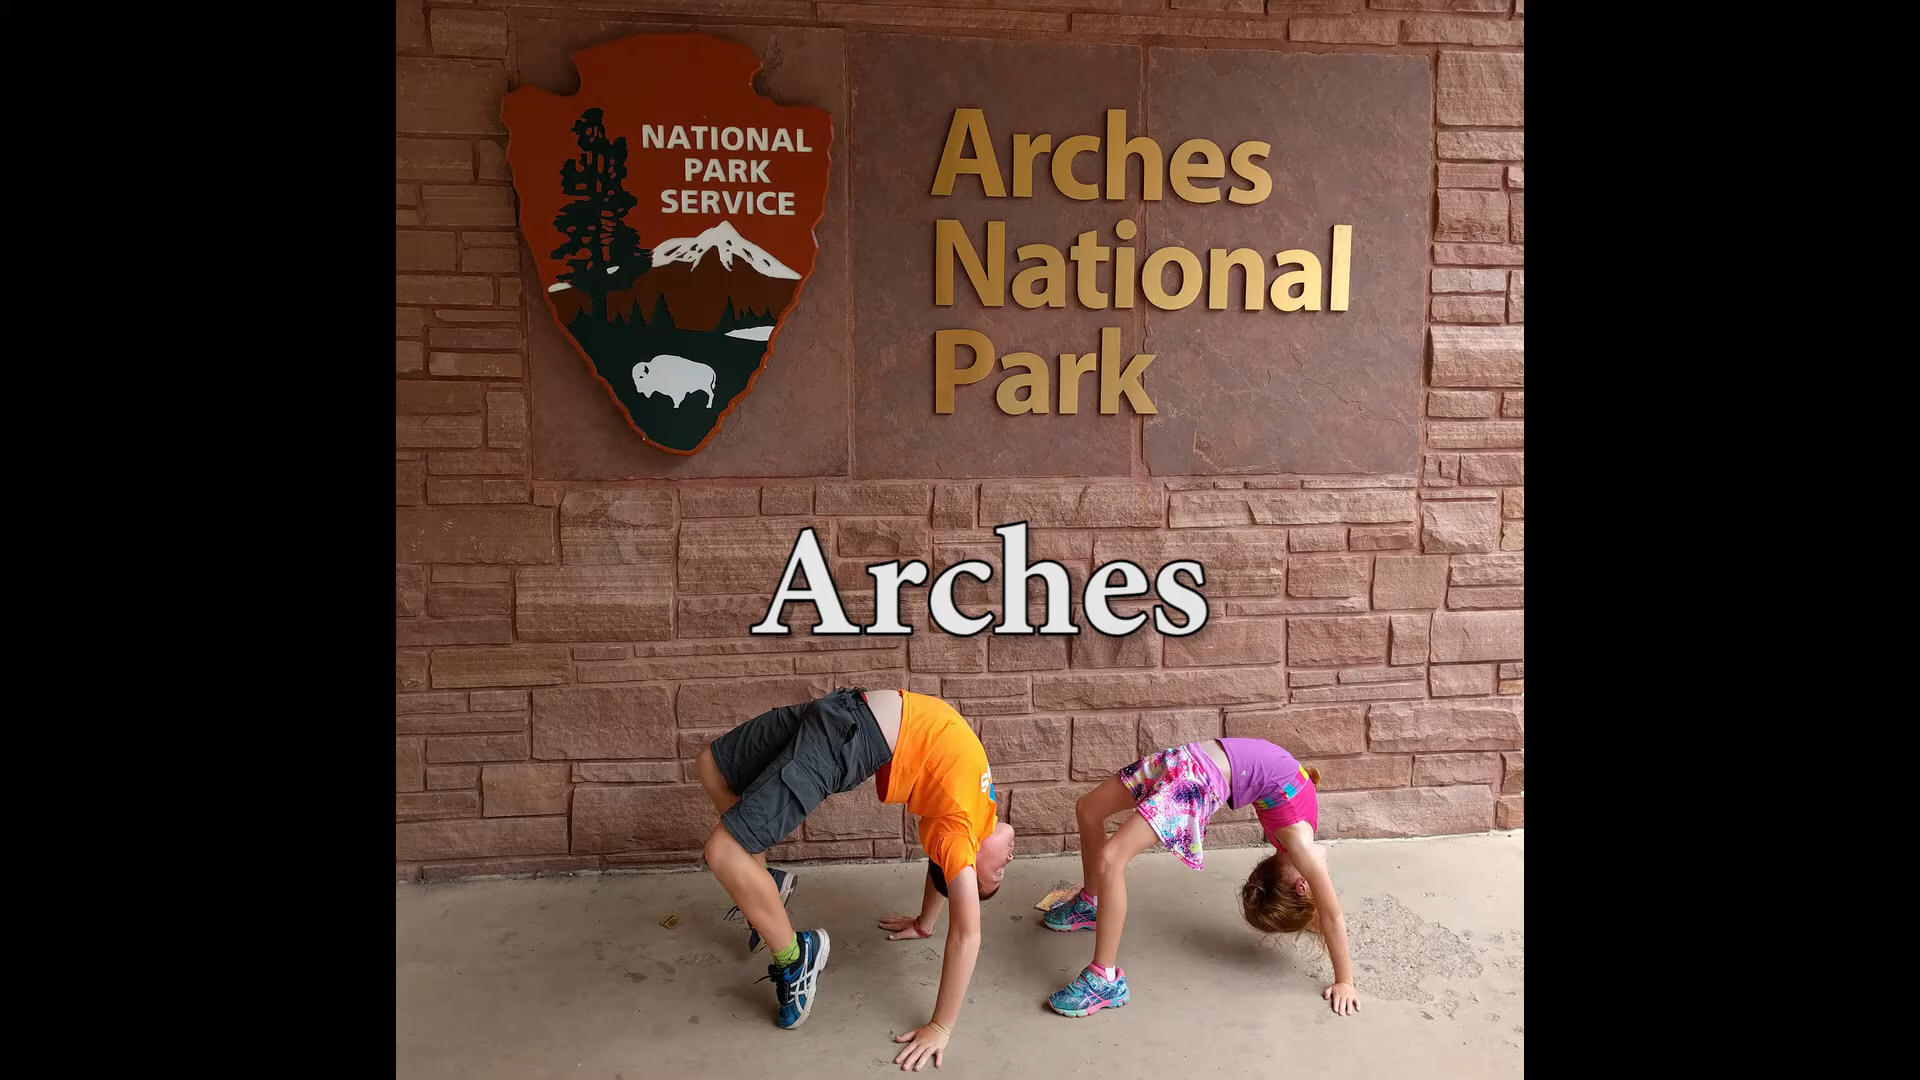 NATIONAL
PARK
SERVICE
Arches
National
Park
Arches